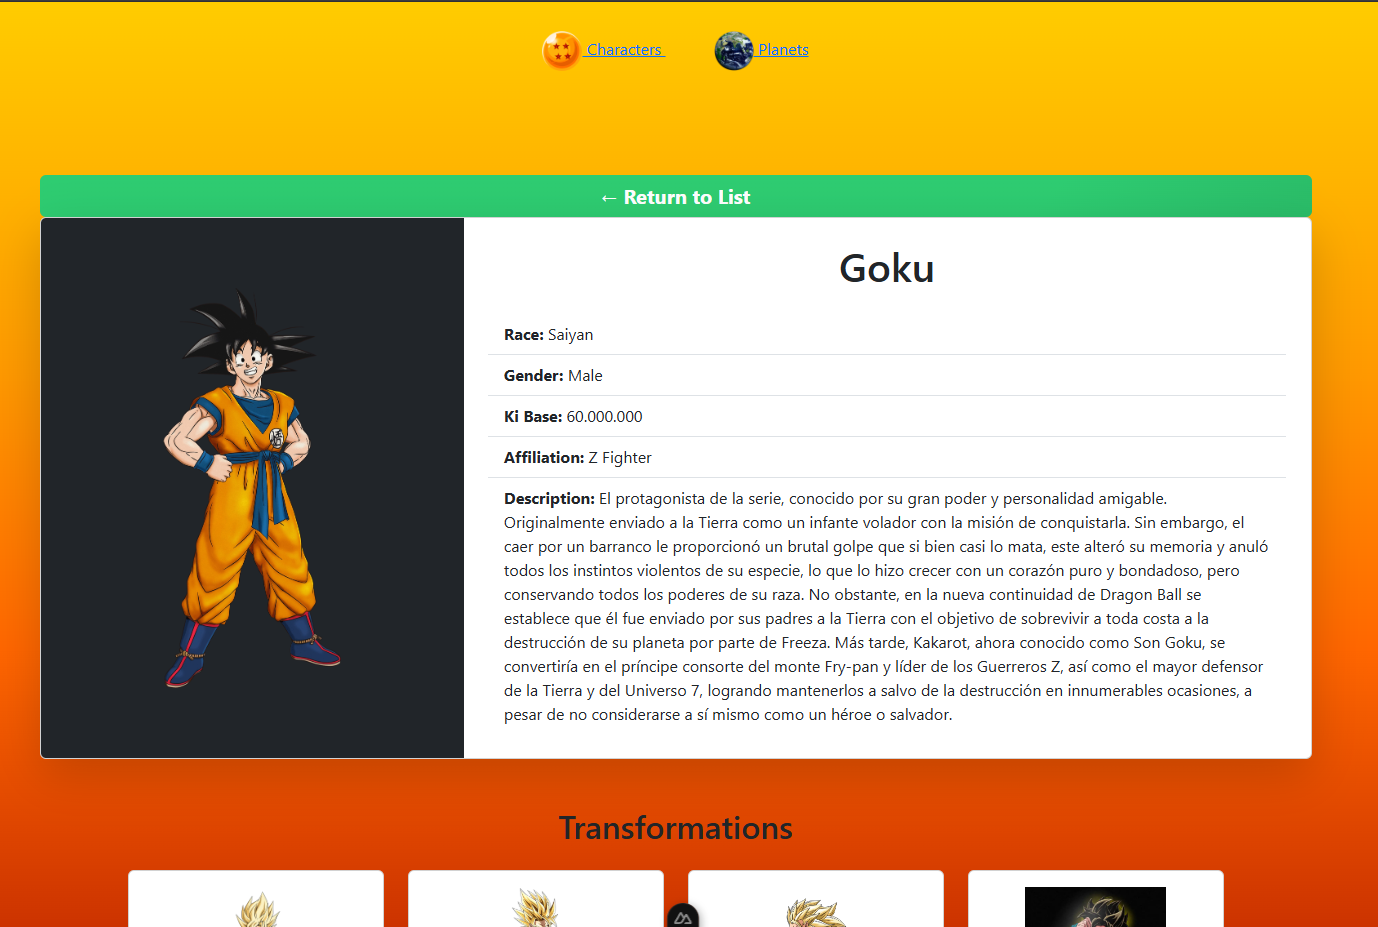 Characters Planets
← Return to List
Goku
Race: Saiyan
Gender: Male
Ki Base: 60.000.000
Affiliation: Z Fighter
Description: El protagonista de la serie, conocido por su gran poder y personalidad amigable.
Originalmente enviado a la Tierra como un infante volador con la misión de conquistarla. Sin embargo, el
caer por un barranco le proporcionó un brutal golpe que si bien casi lo mata, este alteró su memoria y anuló
todos los instintos violentos de su especie, lo que lo hizo crecer con un corazón puro y bondadoso, pero
conservando todos los poderes de su raza. No obstante, en la nueva continuidad de Dragon Ball se
establece que él fue enviado por sus padres a la Tierra con el objetivo de sobrevivir a toda costa a la
destrucción de su planeta por parte de Freeza. Más tarde, Kakarot, ahora conocido como Son Goku, se
convertiría en el príncipe consorte del monte Fry-pan y líder de los Guerreros Z, así como el mayor defensor
de la Tierra y del Universo 7, logrando mantenerlos a salvo de la destrucción en innumerables ocasiones, a
pesar de no considerarse a sí mismo como un héroe o salvador.
Transformations